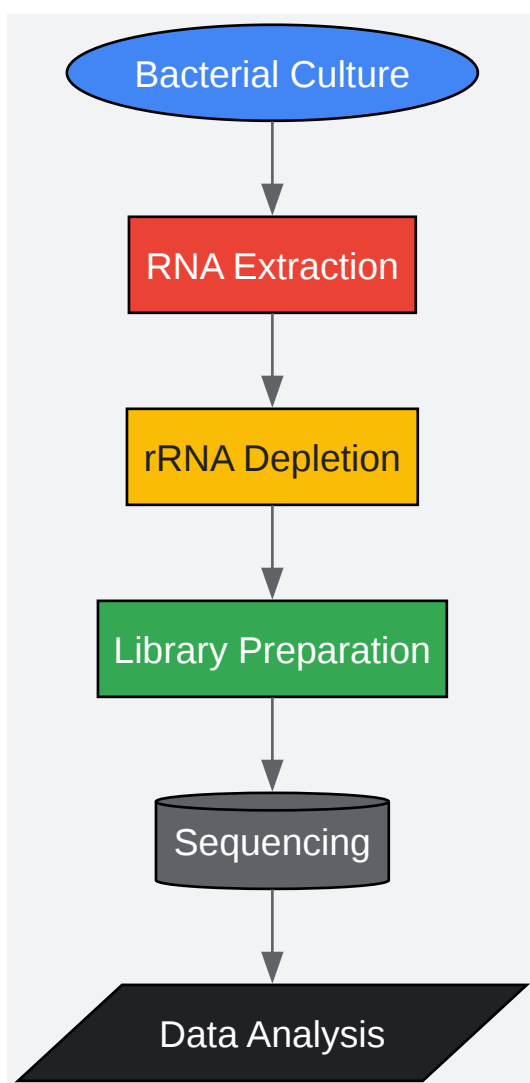 Bacterial Culture
RNA Extraction
rRNA Depletion
Library Preparation
Sequencing
Data Analysis